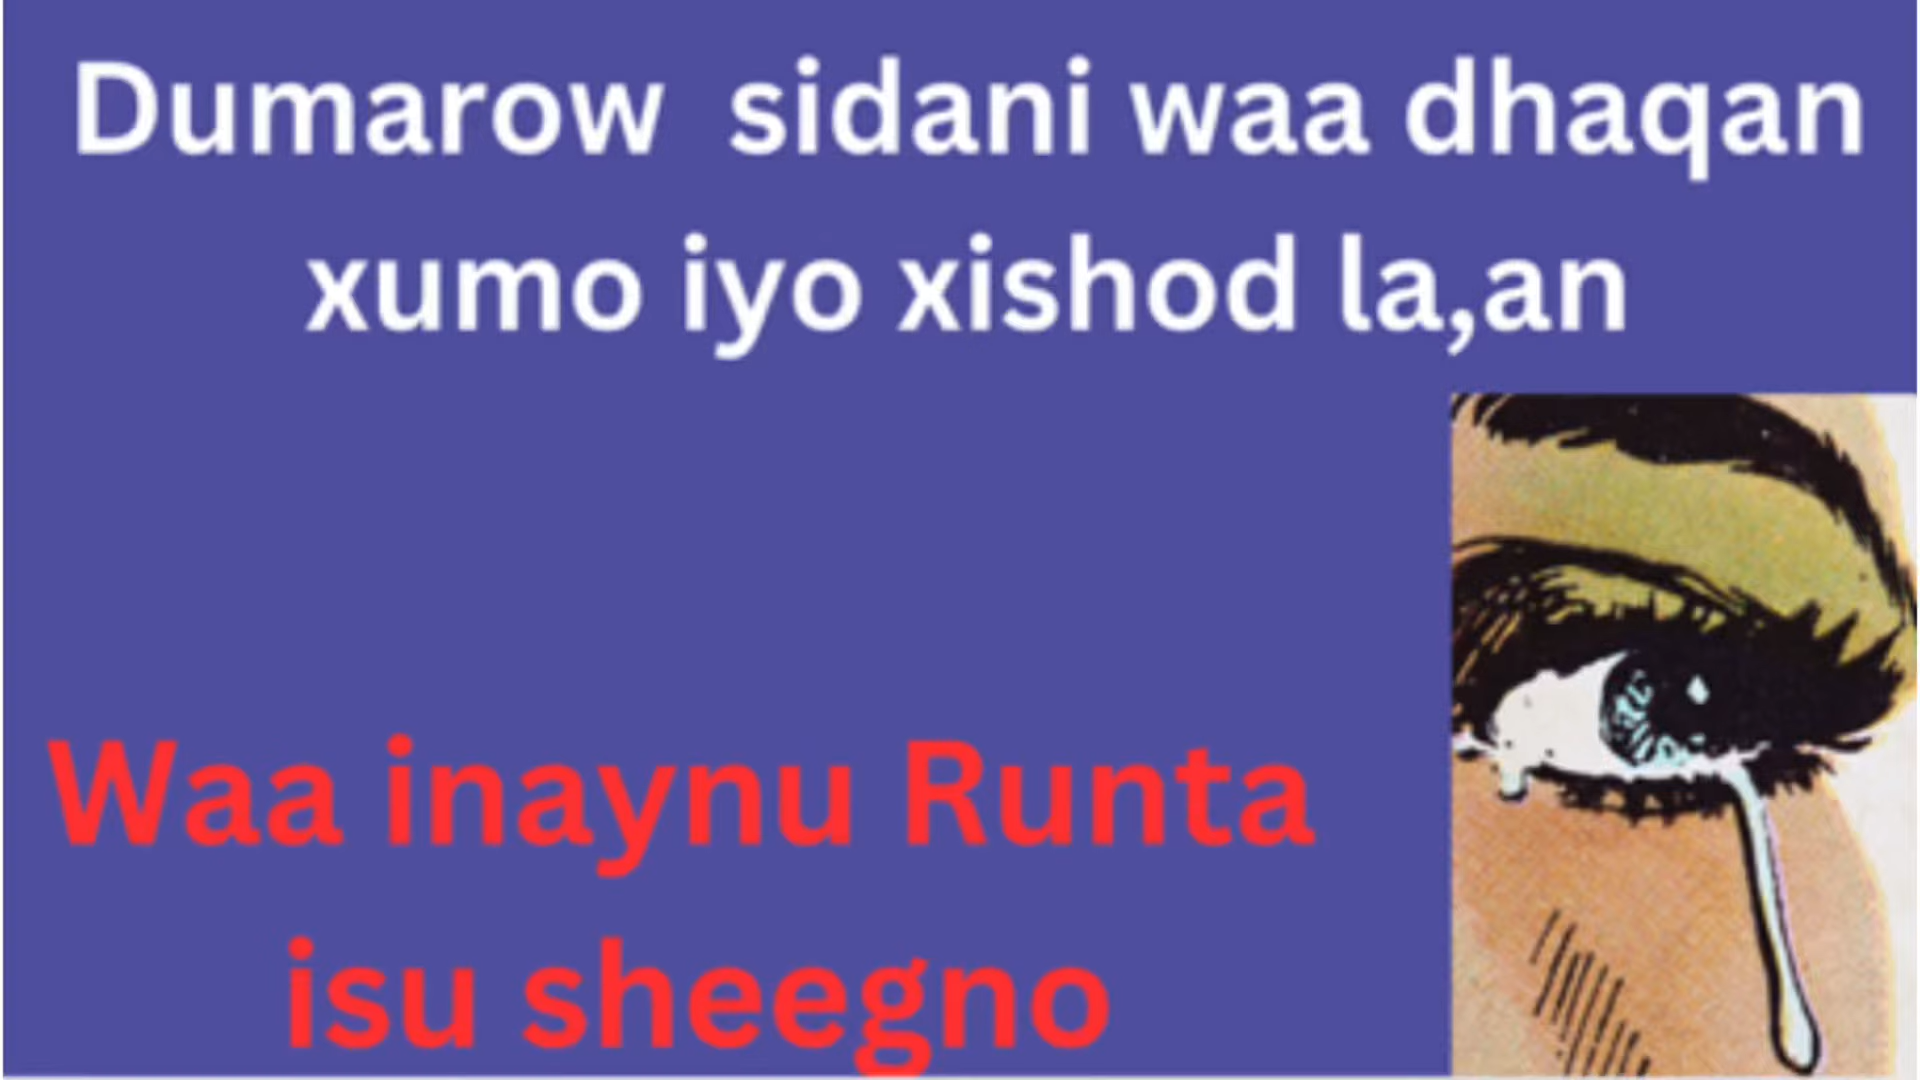 Dumarow sidani waa dhaqan
xumo iyo xishod la,an
Waa inaynu Runta
isu sheegno